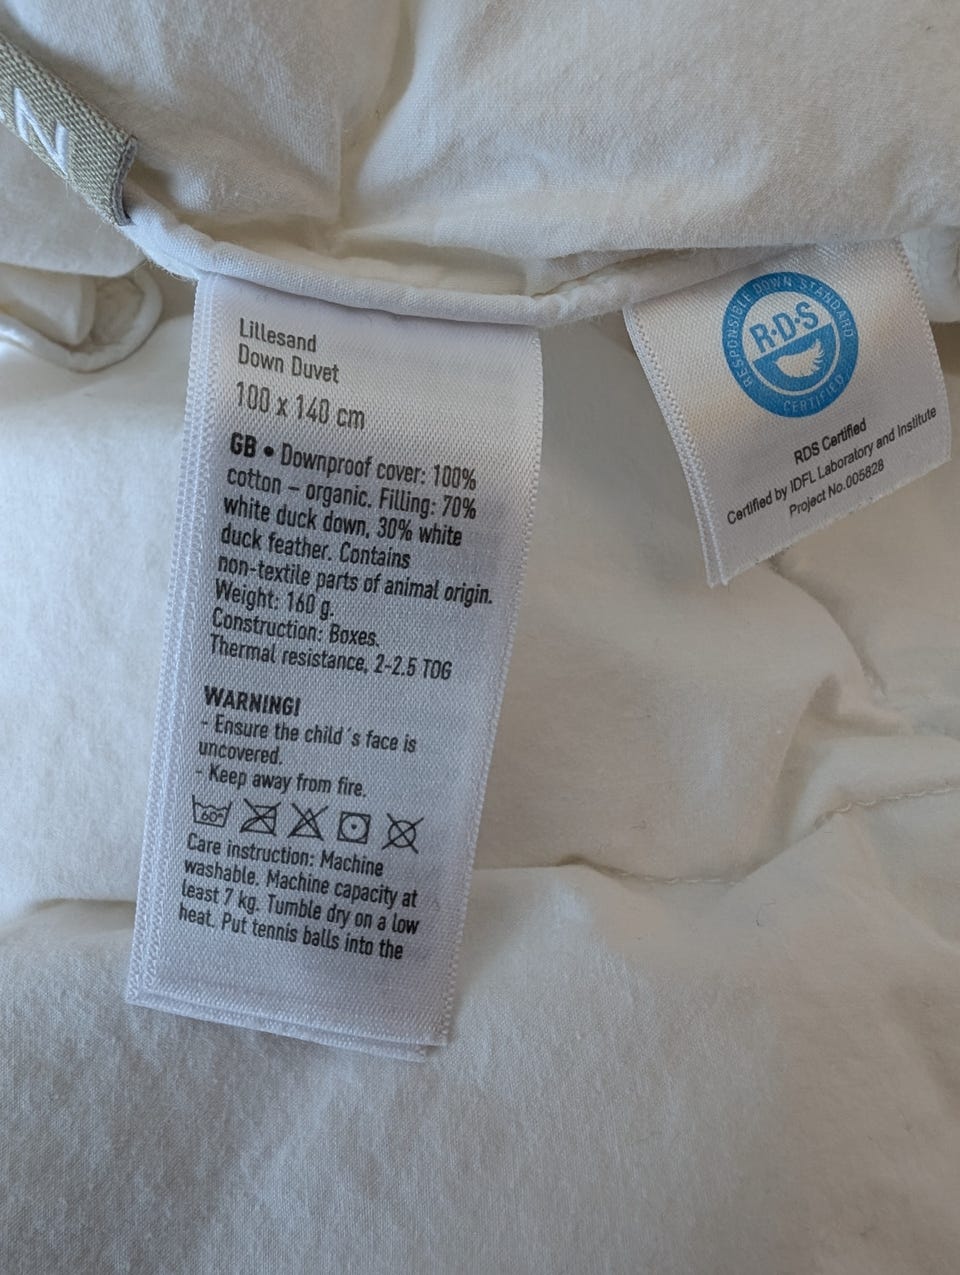 N
Lillesand
Down Duvet
100 x 140 cm
GB • Downproof cover: 100%
cotton – organic. Filling: 70%
white duck down, 30% white
duck feather. Contains
non-textile parts of animal origin.
Weight: 160 g.
Construction: Boxes.
Thermal resistance, 2-2.5 TOG
WARNING!
- Ensure the child´s face is
uncovered.
- Keep away from fire.
60°
Care instruction: Machine
washable. Machine capacity at
least 7 kg. Tumble dry on a low
heat. Put tennis balls into the
RESPONSIBLE DOWN STANDARD
R·D·S
CERTIFIED
RDS Certified
Certified by IDFL Laboratory and Institute
Project No.005828